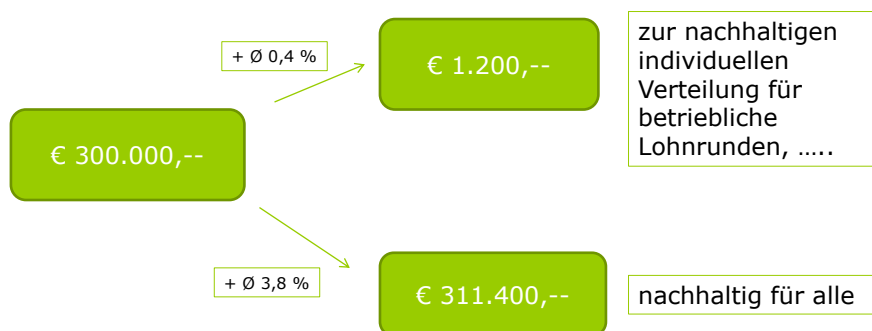 + Ø 0,4 %
€ 1.200,--
zur nachhaltigen
individuellen
Verteilung für
betriebliche
Lohnrunden, .....
€ 300.000,--
+ Ø 3,8 %
€ 311.400,--
nachhaltig für alle